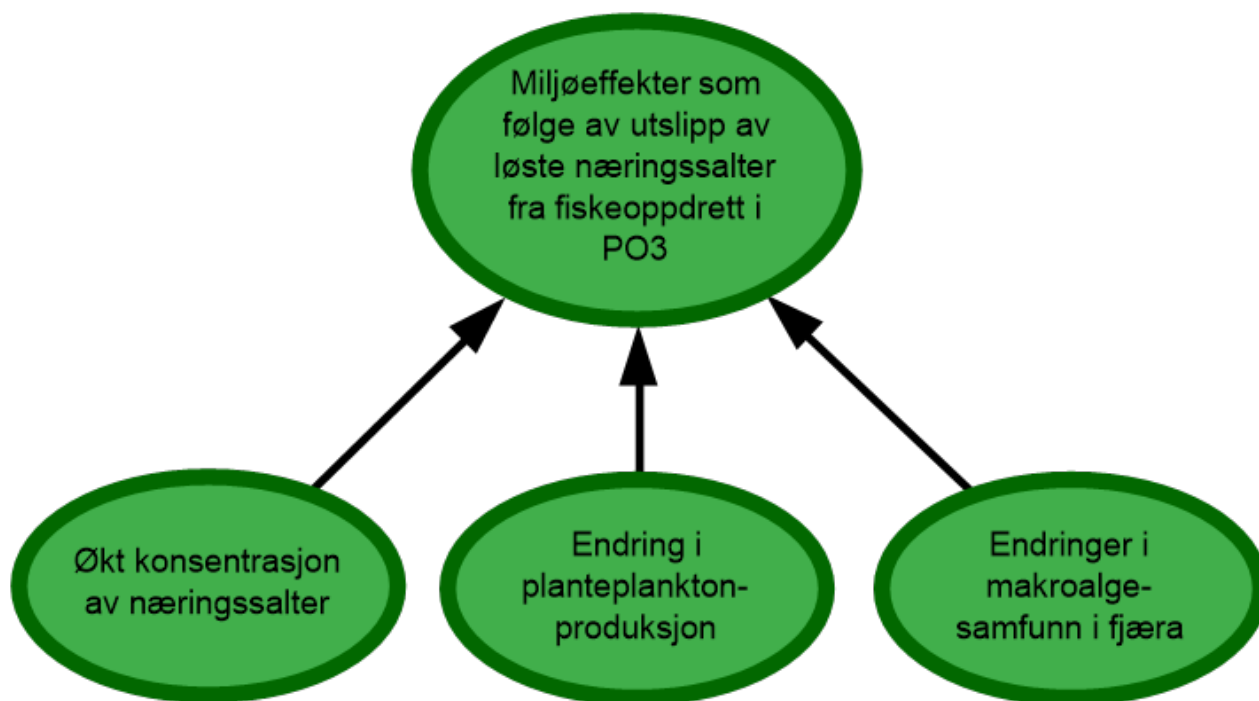 Miljøeffekter som
følge av utslipp av
løste næringssalter
fra fiskeoppdrett i
PO3
Økt konsentrasjon
av næringssalter
Endring i
planteplankton-
produksjon
Endringer i
makroalge-
samfunn i fjæra